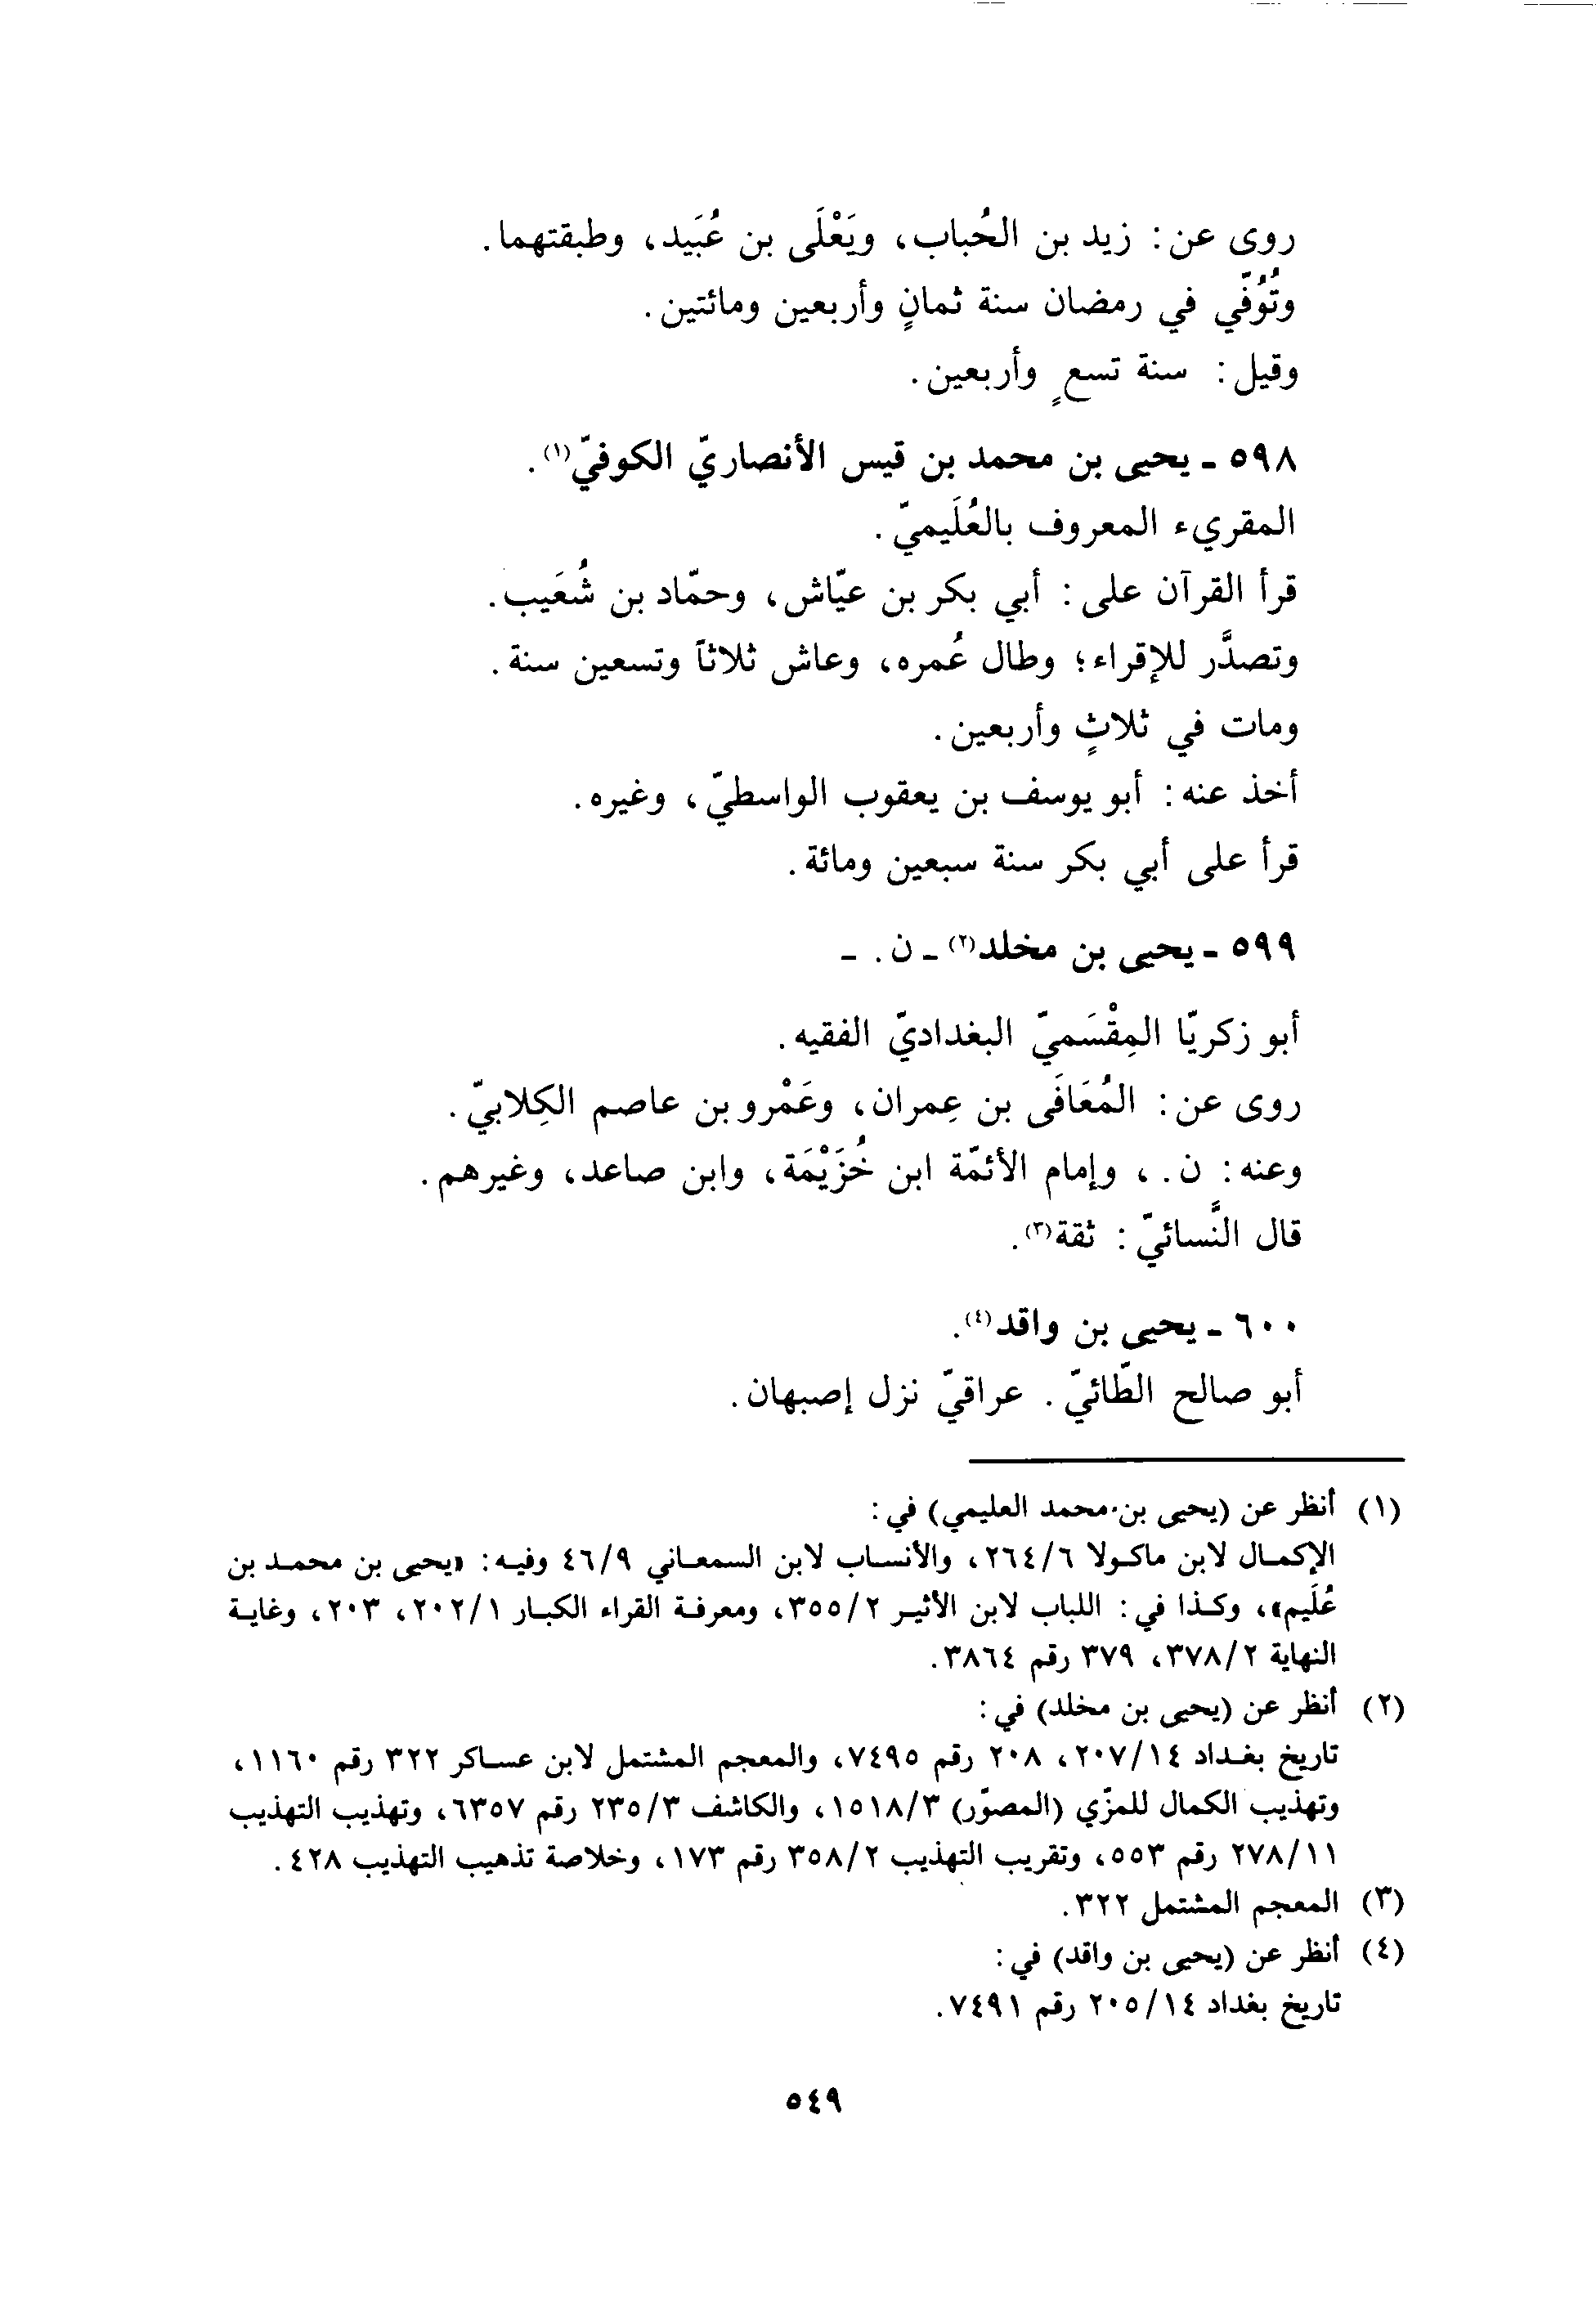 روى عن: زيد بن الحُباب، ويَعْلَى بن عُبَيد، وطبقتهما.
وتُوُفّي في رمضان سنة ثمانٍ وأربعين ومائتين.
وقيل: سنة تسعٍ وأربعين.
٥٩٨ - يحيى بن محمد بن قيس الأنصاريّ الكوفيّ(١).
المقريء المعروف بالعُلَيميّ.
قرأ القرآن على: أبي بكر بن عيّاش، وحمّاد بن شُعَيب.
وتصدَّر للإقراء؛ وطال عُمره، وعاش ثلاثاً وتسعين سنة.
ومات في ثلاثٍ وأربعين.
أخذ عنه: أبو يوسف بن يعقوب الواسطيّ، وغيره.
قرأ على أبي بكر سنة سبعين ومائة.
٥٩٩ - يحيى بن مخلد(٢) - ن. -
أبو زكريّا المِقْسَميّ البغداديّ الفقيه.
روى عن: المُعَافَى بن عِمران، وعَمْرو بن عاصم الكِلابيّ.
وعنه: ن.، وإمام الأئمّة ابن خُزَيْمَة، وابن صاعد، وغيرهم.
قال النَّسائيّ: ثقة(٣).
٦٠٠ - يحيى بن واقد(٤).
أبو صالح الطّائيّ. عراقيّ نزل إصبهان.
(١) أنظر عن (يحيى بن محمد العليمي) في:
الإكمال لابن ماكولا ٢٦٤/٦، والأنساب لابن السمعاني ٤٦/٩ وفيه: «يحيى بن محمد بن
عُلَيم»، وكذا في: اللباب لابن الأثير ٣٥٥/٢، ومعرفة القراء الكبار ٢٠٢/١، ٢٠٣، وغاية
النهاية ٣٧٨/٢، ٣٧٩ رقم ٣٨٦٤.
(٢) أنظر عن (يحيى بن مخلد) في:
تاريخ بغداد ٢٠٧/١٤، ٢٠٨ رقم ٧٤٩٥، والمعجم المشتمل لابن عساكر ٣٢٢ رقم ١١٦٠،
وتهذيب الكمال للمزّي (المصوّر) ١٥١٨/٣، والكاشف ٢٣٥/٣ رقم ٦٣٥٧، وتهذيب التهذيب
٢٧٨/١١ رقم ٥٥٣، وتقريب التهذيب ٣٥٨/٢ رقم ١٧٣، وخلاصة تذهيب التهذيب ٤٢٨.
(٣) المعجم المشتمل ٣٢٢.
(٤) أنظر عن (يحيى بن واقد) في:
تاريخ بغداد ٢٠٥/١٤ رقم ٧٤٩١.
٥٤٩